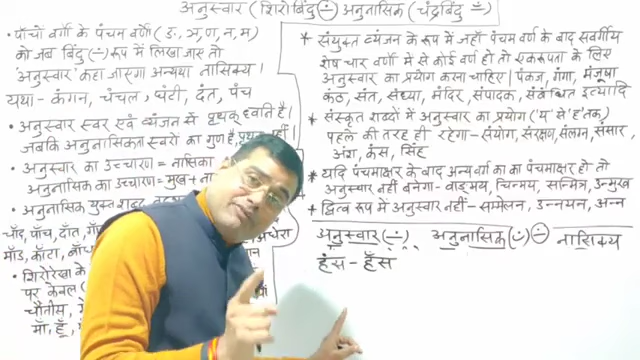 अनुस्वार (शिरोबिंदु ∸) अनुनासिक (चंद्रबिंदु
पाँचों वर्गों के पंचम वर्णों (ङ, ञ, ण, न, म)
को जब बिंदु (∸) रूप में लिखा जाए तो
'अनुस्वार' कहा जाएगा अन्यथा नासिक्य।
यथा- कंगन, चंचल, घंटी, दंत, पंच
• अनुस्वार स्वर एवं व्यंजन से पृथक् ध्वनि है।
जबकि अनुनासिकता स्वरों का गुण है, पृथक् नहीं।
• अनुस्वार का उच्चारण = नासिका
अनुनासिक का उच्चारण = मुख +
• अनुनासिक युक्त शब्द
चाँद, पाँच, दाँत,
अँधेरा
माँड, काँटा,
• शिरोरेखा के
पर केवल
चौंतीस,
माँ, हूँ,
* संयुक्त व्यंजन के रूप में जहाँ पंचम वर्ण के बाद सवर्गीय
शेष चार वर्णों में से कोई वर्ण हो तो एकरूपता के लिए
अनुस्वार का प्रयोग करना चाहिए। पंकज, गंगा, मंजूषा
कंठ, संत, संध्या, मंदिर, संपादक, संबंधित इत्यादि
* संस्कृत शब्दों में अनुस्वार का प्रयोग ('य' से 'ह' तक)
पहले की तरह ही रहेगा- संयोग, संरक्षण, संलग्न, संसार,
अंश, कंस, सिंह
* यदि पंचमाक्षर के बाद अन्य वर्ग का का पंचमाक्षर हो तो
अनुस्वार नहीं बनेगा- वाङ्मय, चिन्मय, सन्मित्र, उन्मुख
* द्वित्व रूप में अनुस्वार नहीं- सम्मेलन, उन्नयन, अन्न
अनुस्वार (∸) अनुनासिक (ँ) नासिक्य
हंस - हँस